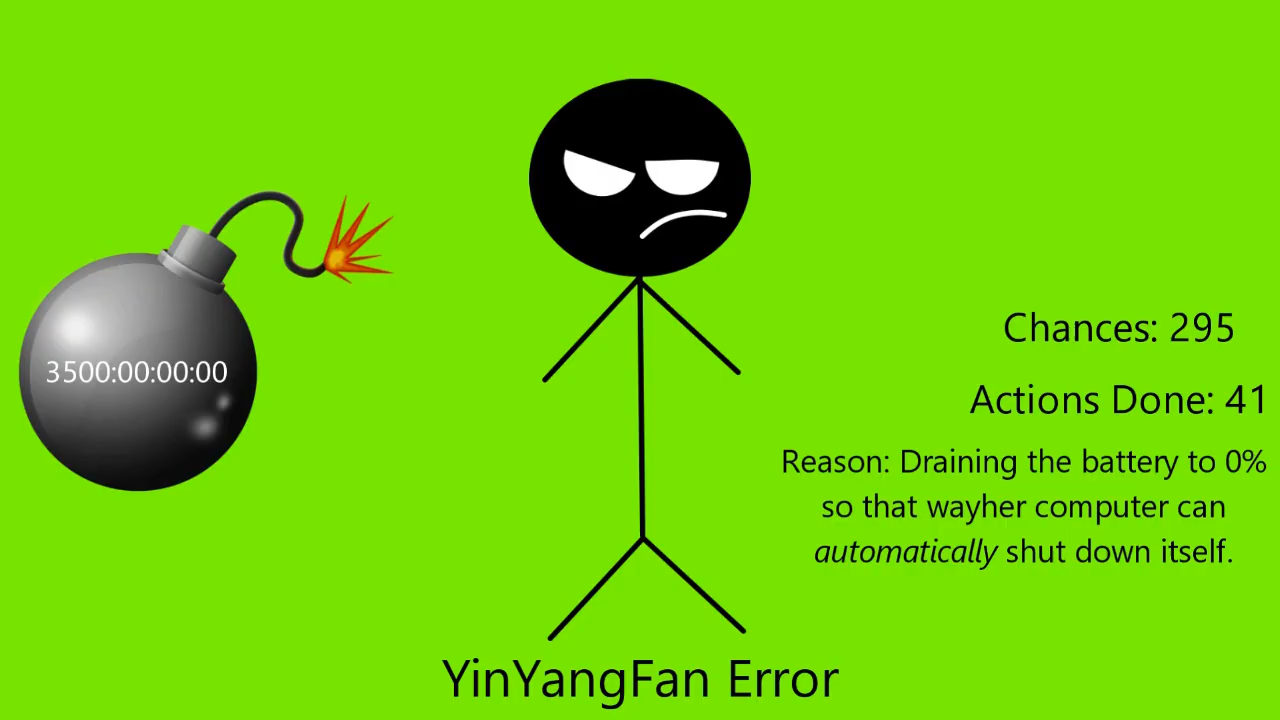 3500:00:00:00
Chances: 295
Actions Done: 41
Reason: Draining the battery to 0%
so that wayher computer can
automatically shut down itself.
YinYangFan Error